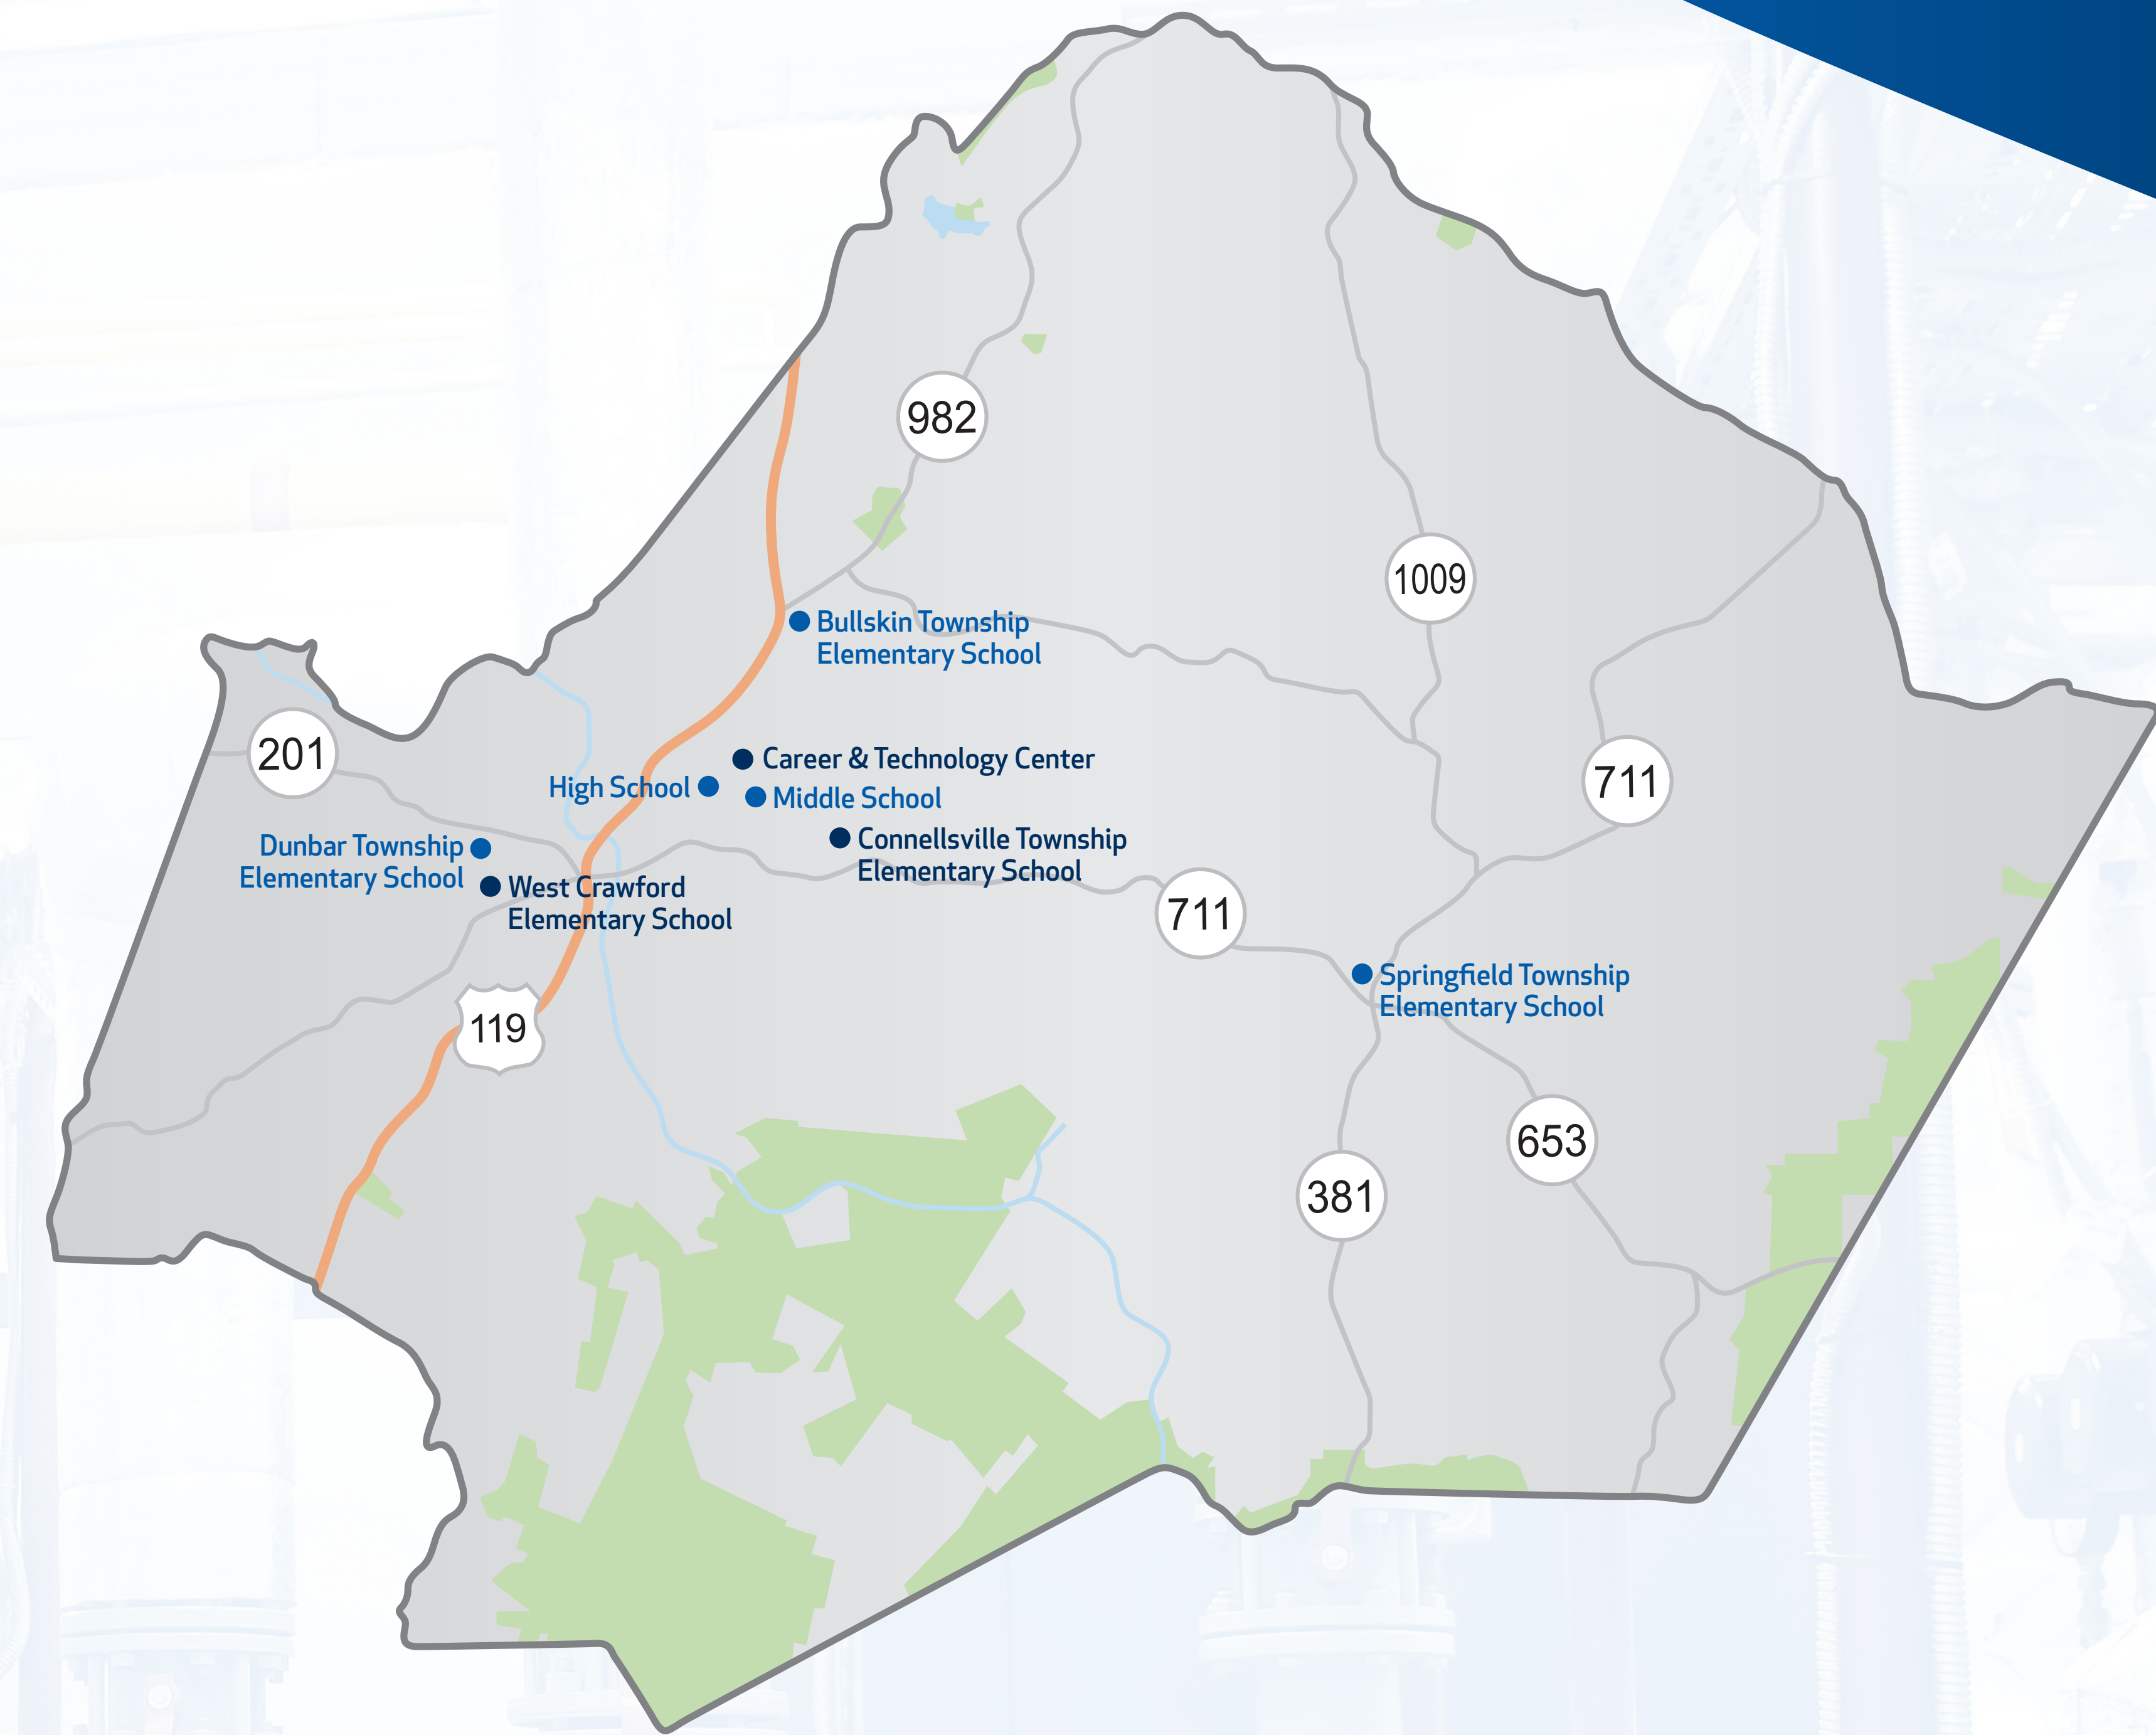 982
1009
Bullskin Township
Elementary School
201
Career & Technology Center
711
High School
Middle School
Connellsville Township
Elementary School
Dunbar Township
Elementary School
West Crawford
Elementary School
711
Springfield Township
Elementary School
119
653
381